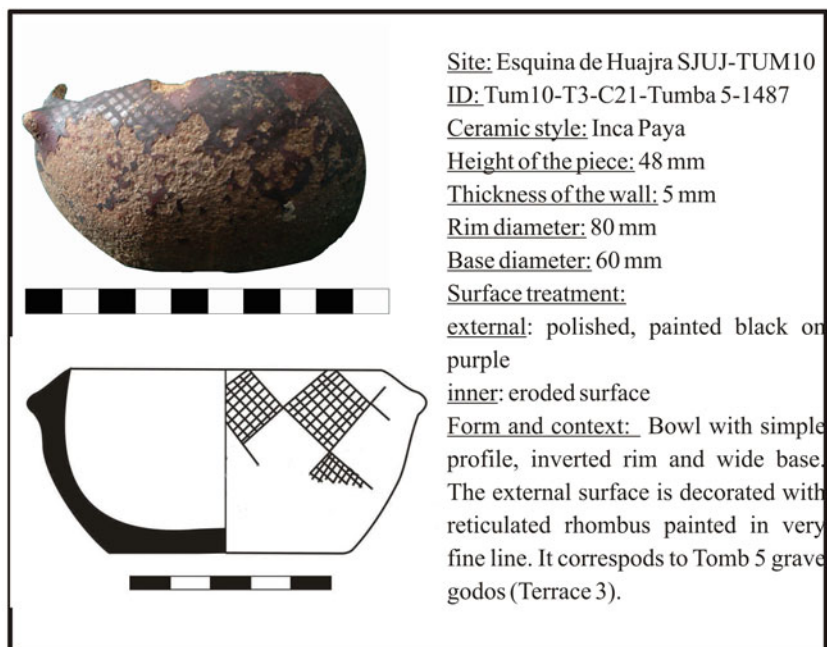 Site: Esquina de Huajra SJUJ-TUM10
ID: Tum10-T3-C21-Tumba 5-1487
Ceramic style: Inca Paya
Height of the piece: 48 mm
Thickness of the wall: 5 mm
Rim diameter: 80 mm
Base diameter: 60 mm
Surface treatment:
external: polished, painted black on
purple
inner: eroded surface
Form and context: Bowl with simple
profile, inverted rim and wide base.
The external surface is decorated with
reticulated rhombus painted in very
fine line. It correspods to Tomb 5 grave
godos (Terrace 3).